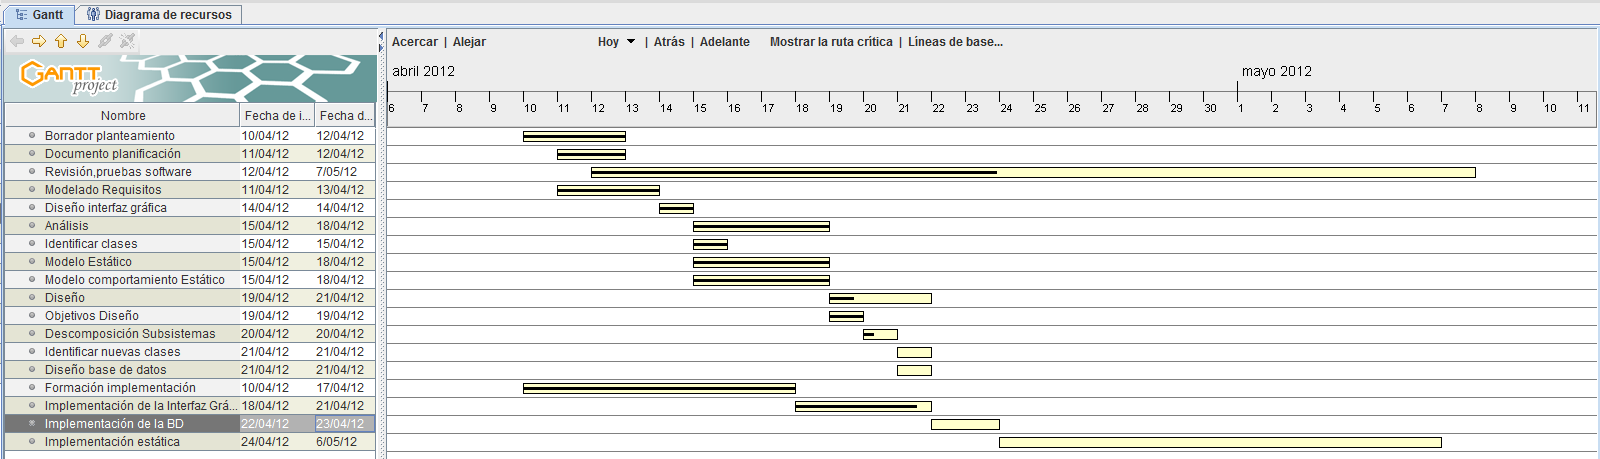 Gantt Diagrama de recursos
Acercar | Alejar Hoy | Atrás | Adelante Mostrar la ruta crítica | Líneas de base...
GANTT project
abril 2012 mayo 2012
6 7 8 9 10 11 12 13 14 15 16 17 18 19 20 21 22 23 24 25 26 27 28 29 30 1 2 3 4 5 6 7 8 9 10 11
Nombre Fecha de i... Fecha d...
Borrador planteamiento 10/04/12 12/04/12
Documento planificación 11/04/12 12/04/12
Revisión,pruebas software 12/04/12 7/05/12
Modelado Requisitos 11/04/12 13/04/12
Diseño interfaz gráfica 14/04/12 14/04/12
Análisis 15/04/12 18/04/12
Identificar clases 15/04/12 15/04/12
Modelo Estático 15/04/12 18/04/12
Modelo comportamiento Estático 15/04/12 18/04/12
Diseño 19/04/12 21/04/12
Objetivos Diseño 19/04/12 19/04/12
Descomposición Subsistemas 20/04/12 20/04/12
Identificar nuevas clases 21/04/12 21/04/12
Diseño base de datos 21/04/12 21/04/12
Formación implementación 10/04/12 17/04/12
Implementación de la Interfaz Grá... 18/04/12 21/04/12
Implementación de la BD 22/04/12 23/04/12
Implementación estática 24/04/12 6/05/12